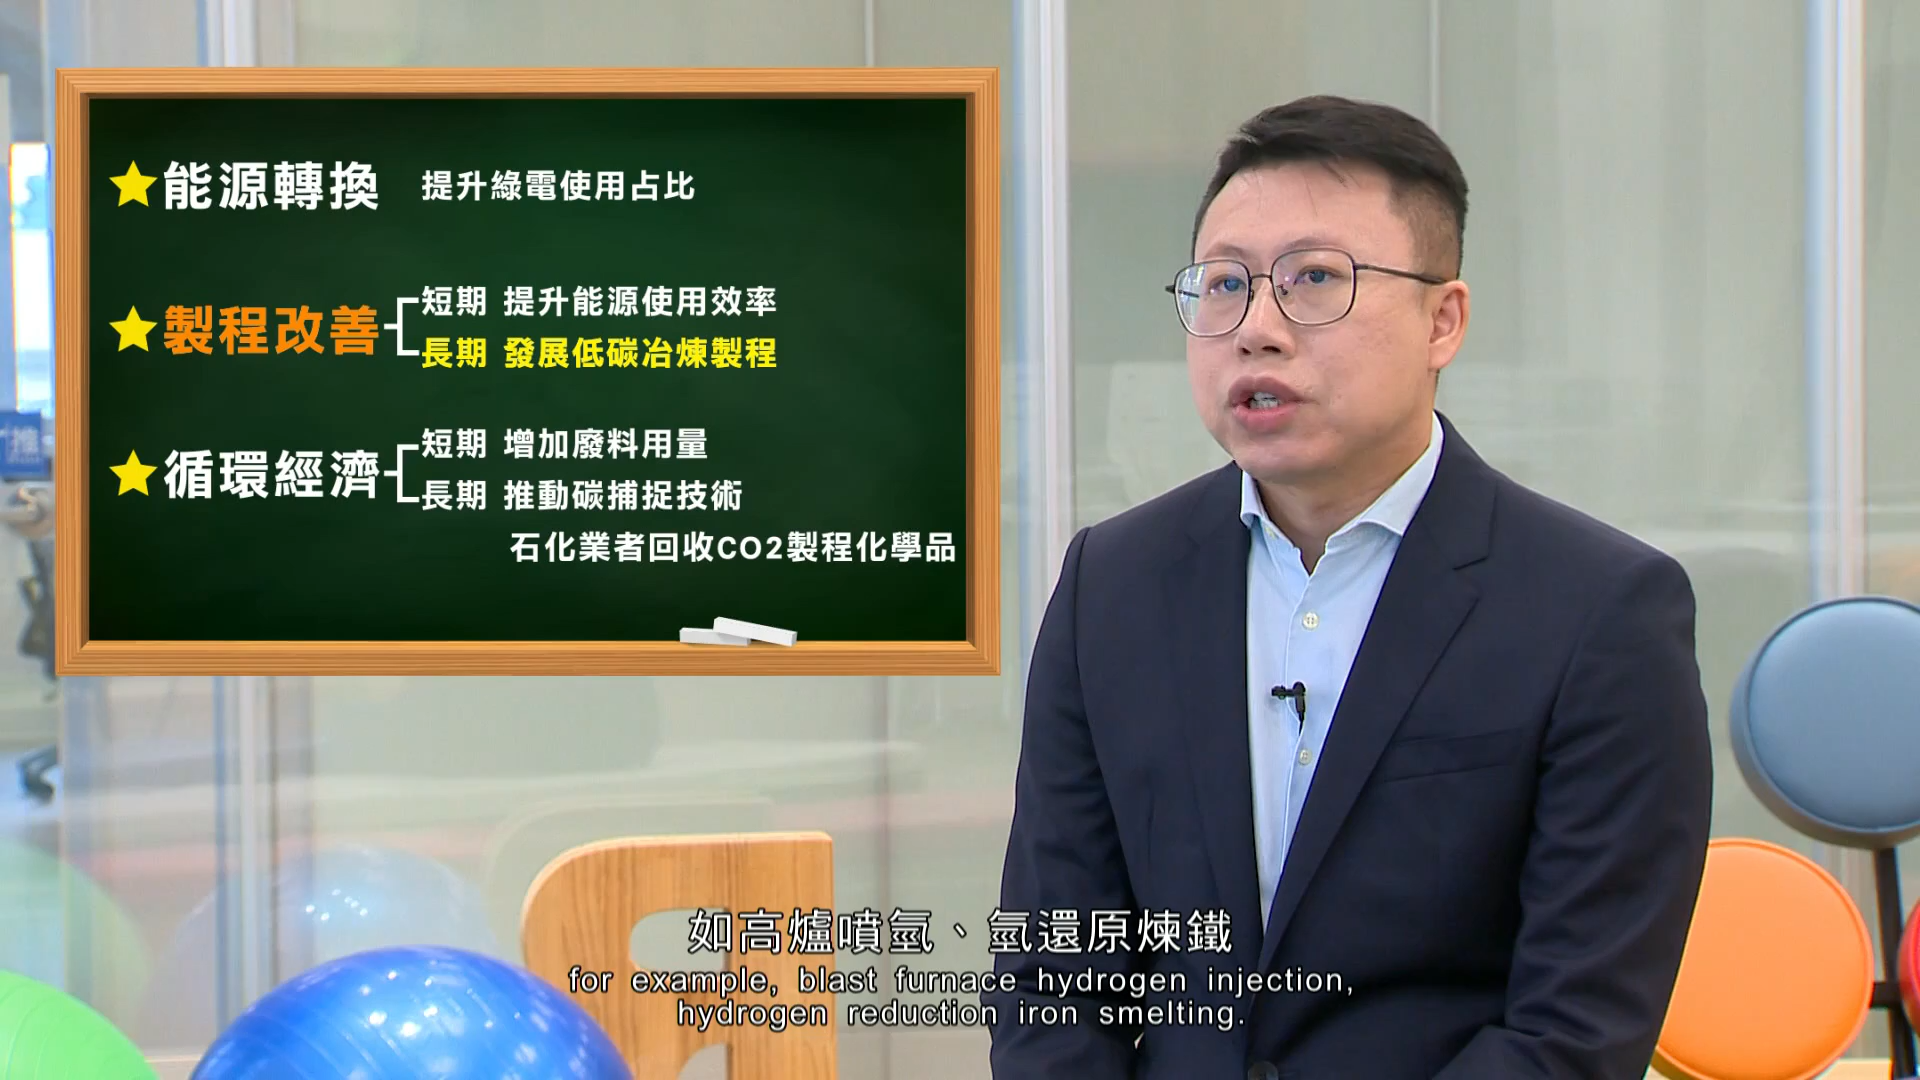 能源轉換 提升綠電使用占比
製程改善
短期 提升能源使用效率
長期 發展低碳冶煉製程
循環經濟
短期 增加廢料用量
長期 推動碳捕捉技術
石化業者回收CO2製程化學品
推
如高爐噴氫、氫還原煉鐵
for example, blast furnace hydrogen injection,
hydrogen reduction iron smelting.